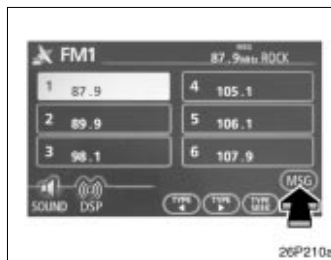 FM1
87.9MHz ROCK
1 87.9
4 105.1
2 89.9
5 106.1
3 98.1
6 107.9
MSG
SOUND DSP
TYPE TYPE TYPE SEEK
26P210a